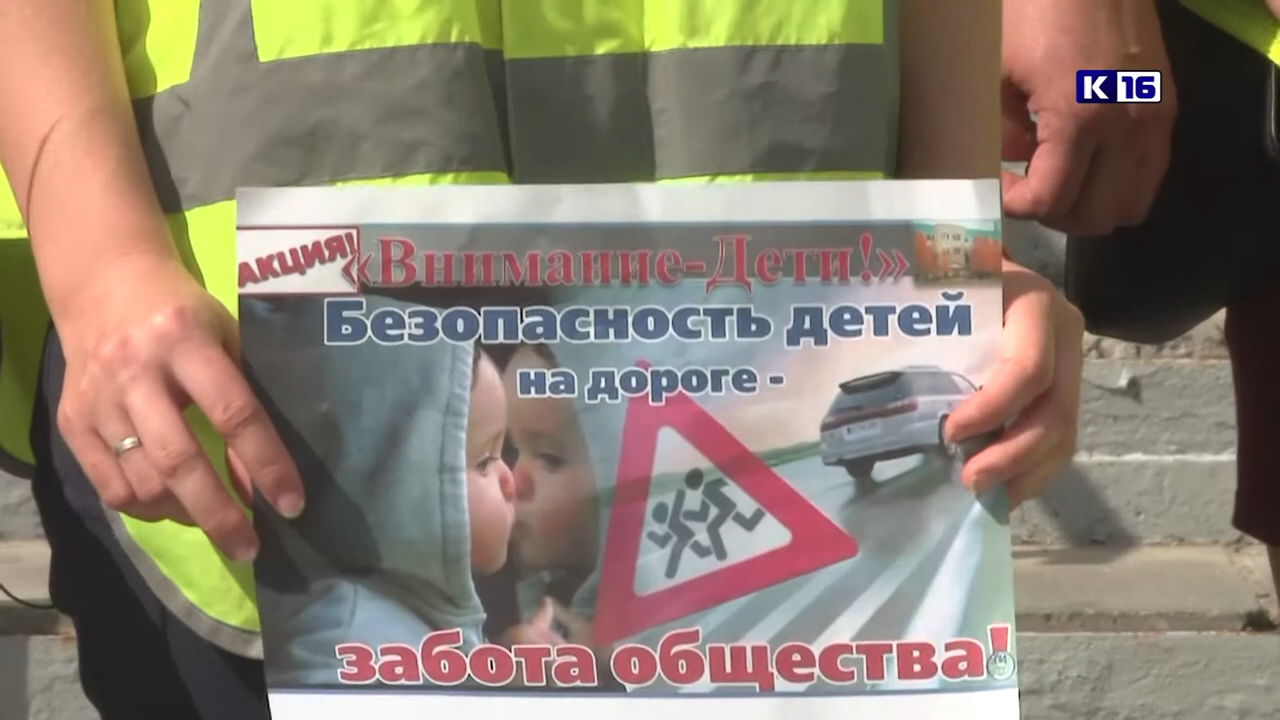 К 16
АКЦИЯ!
«Внимание-Дети!»
Безопасность детей
на дороге -
забота общества!